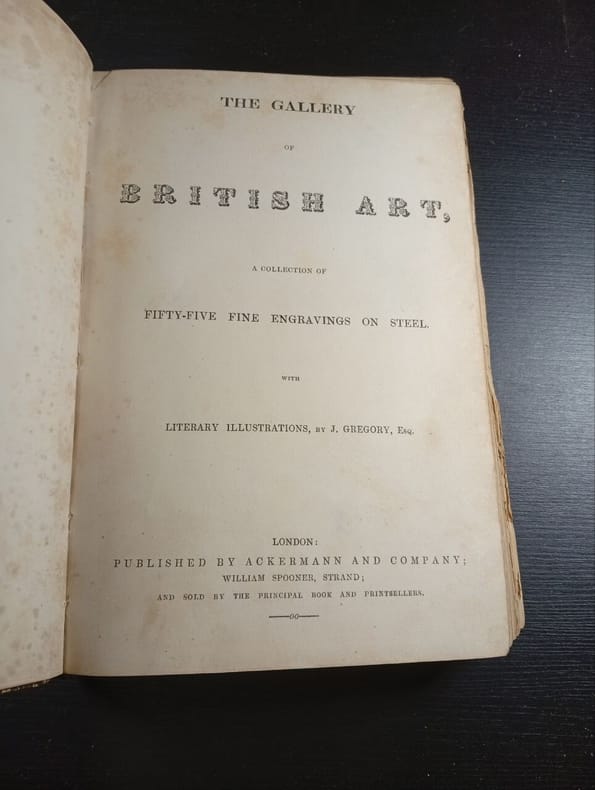 THE GALLERY
OF
BRITISH ART,
A COLLECTION OF
FIFTY-FIVE FINE ENGRAVINGS ON STEEL.
WITH
LITERARY ILLUSTRATIONS, BY J. GREGORY, ESQ.
LONDON:
PUBLISHED BY ACKERMANN AND COMPANY;
WILLIAM SPOONER, STRAND;
AND SOLD BY THE PRINCIPAL BOOK AND PRINTSELLERS.